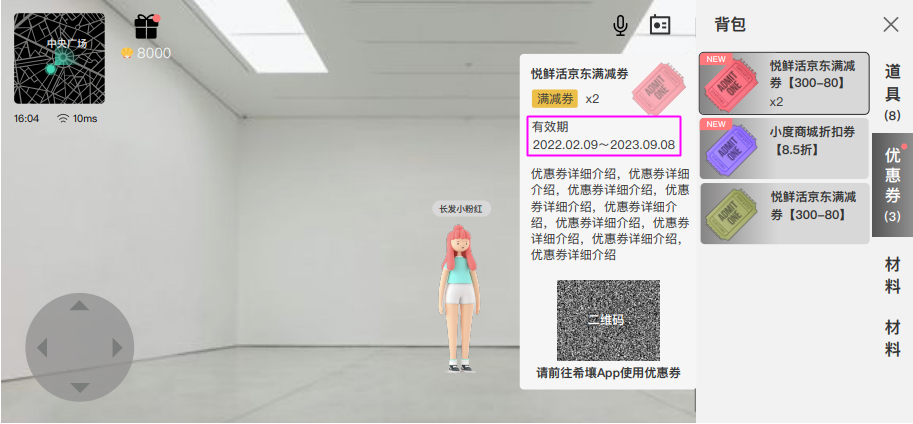 中央广场
8000
16:04
10ms
长发小粉红
悦鲜活京东满减券
满减券 x2
ADMIT
ONE
有效期
2022.02.09～2023.09.08
优惠券详细介绍，优惠券详细
介绍，优惠券详细介绍，优惠
券详细介绍，优惠券详细介
绍，优惠券详细介绍，优惠券
详细介绍，优惠券详细介绍，
优惠券详细介绍
二维码
请前往希壤App使用优惠券
背包
NEW
ADMIT
ONE
悦鲜活京东满减
券【300-80】
x2
NEW
ADMIT
ONE
小度商城折扣券
【8.5折】
ADMIT
ONE
悦鲜活京东满减
券【300-80】
道
具
(8)
优
惠
券
(3)
材
料
材
料